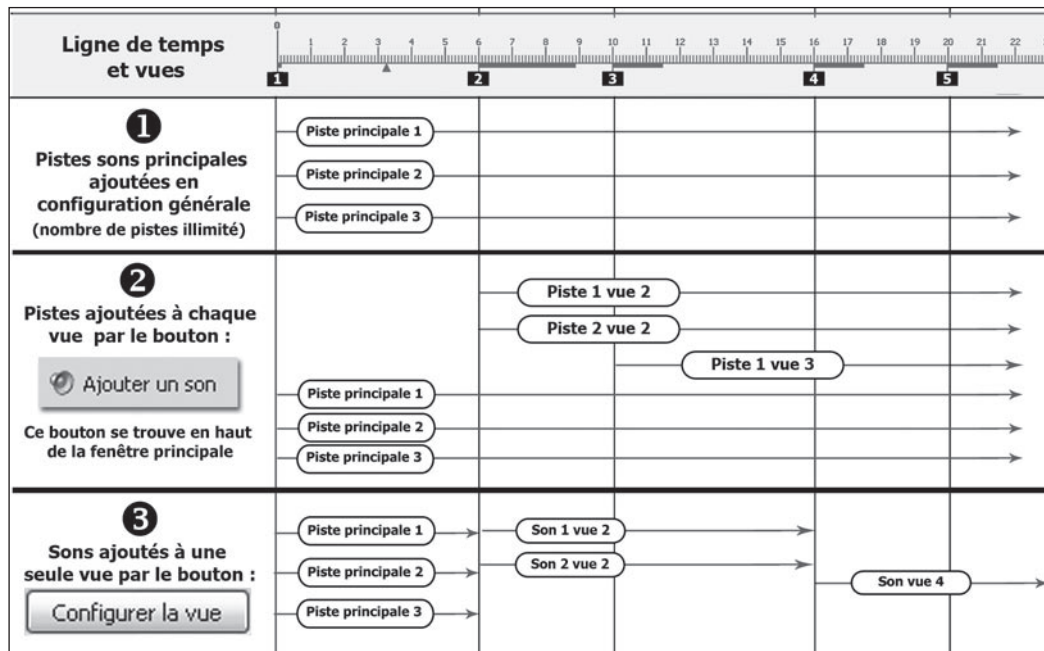 Ligne de temps
et vues
0
1 2 3 4 5 6 7 8 9 10 11 12 13 14 15 16 17 18 19 20 21 22
1 2 3 4 5
1
Pistes sons principales
ajoutées en
configuration générale
(nombre de pistes illimité)
Piste principale 1
Piste principale 2
Piste principale 3
2
Pistes ajoutées à chaque
vue par le bouton :
Ajouter un son
Ce bouton se trouve en haut
de la fenêtre principale
Piste 1 vue 2
Piste 2 vue 2
Piste 1 vue 3
Piste principale 1
Piste principale 2
Piste principale 3
3
Sons ajoutés à une
seule vue par le bouton :
Configurer la vue
Piste principale 1
Piste principale 2
Piste principale 3
Son 1 vue 2
Son 2 vue 2
Son vue 4